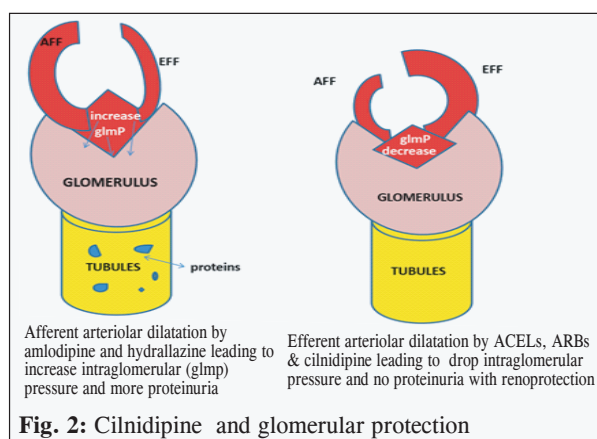 AFF
EFF
increase
glmP
GLOMERULUS
TUBULES
proteins
Afferent arteriolar dilatation by
amlodipine and hydrallazine leading to
increase intraglomerular (glmp)
pressure and more proteinuria
AFF
EFF
glmP
decrease
GLOMERULUS
TUBULES
Efferent arteriolar dilatation by ACELs, ARBs
& cilnidipine leading to drop intraglomerular
pressure and no proteinuria with renoprotection
Fig. 2: Cilnidipine and glomerular protection